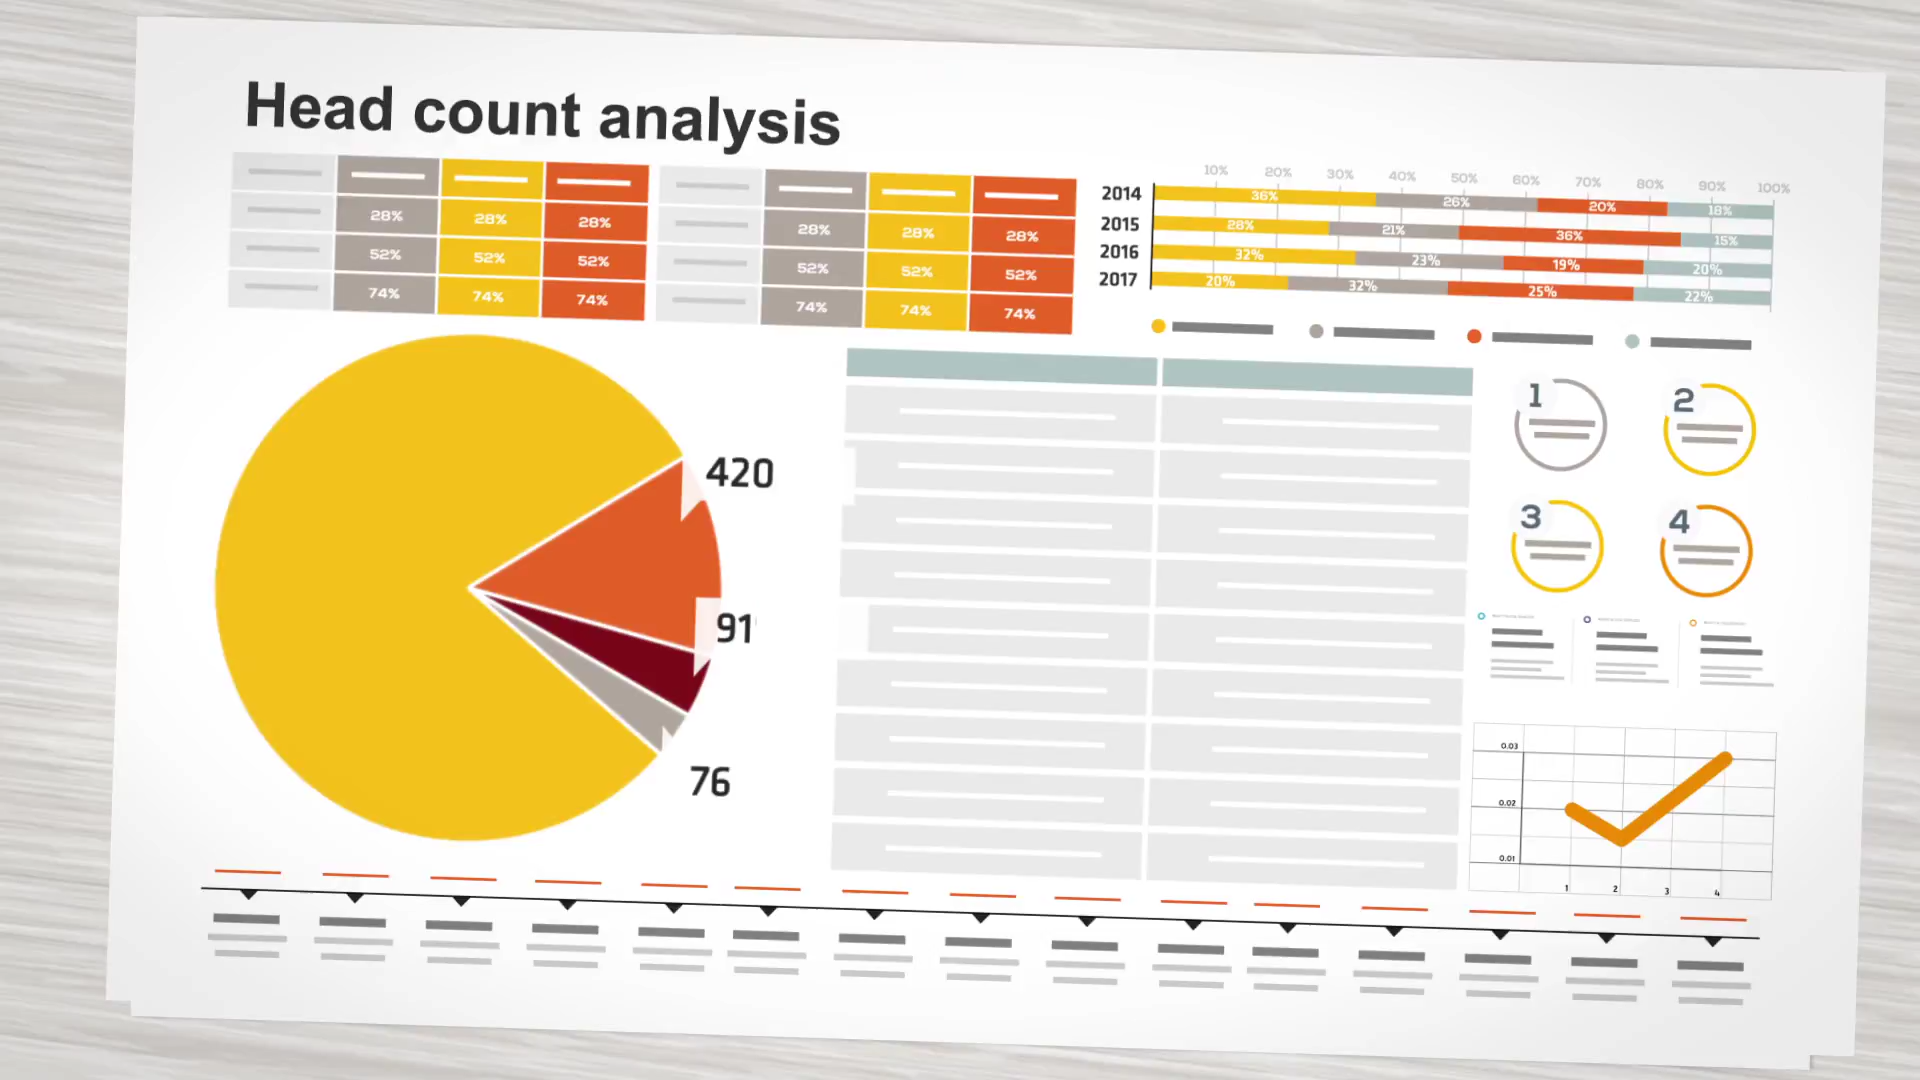 Head count analysis
28% 28% 28%
52% 52% 52%
74% 74% 74%
28% 28% 28%
52% 52% 52%
74% 74% 74%
10% 20% 30% 40% 50% 60% 70% 80% 90% 100%
2014 36% 26% 20% 18%
2015 28% 21% 36% 15%
2016 32% 23% 19% 20%
2017 20% 32% 25% 22%
420
91
76
1
2
3
4
0.03
0.02
0.01
1 2 3 4